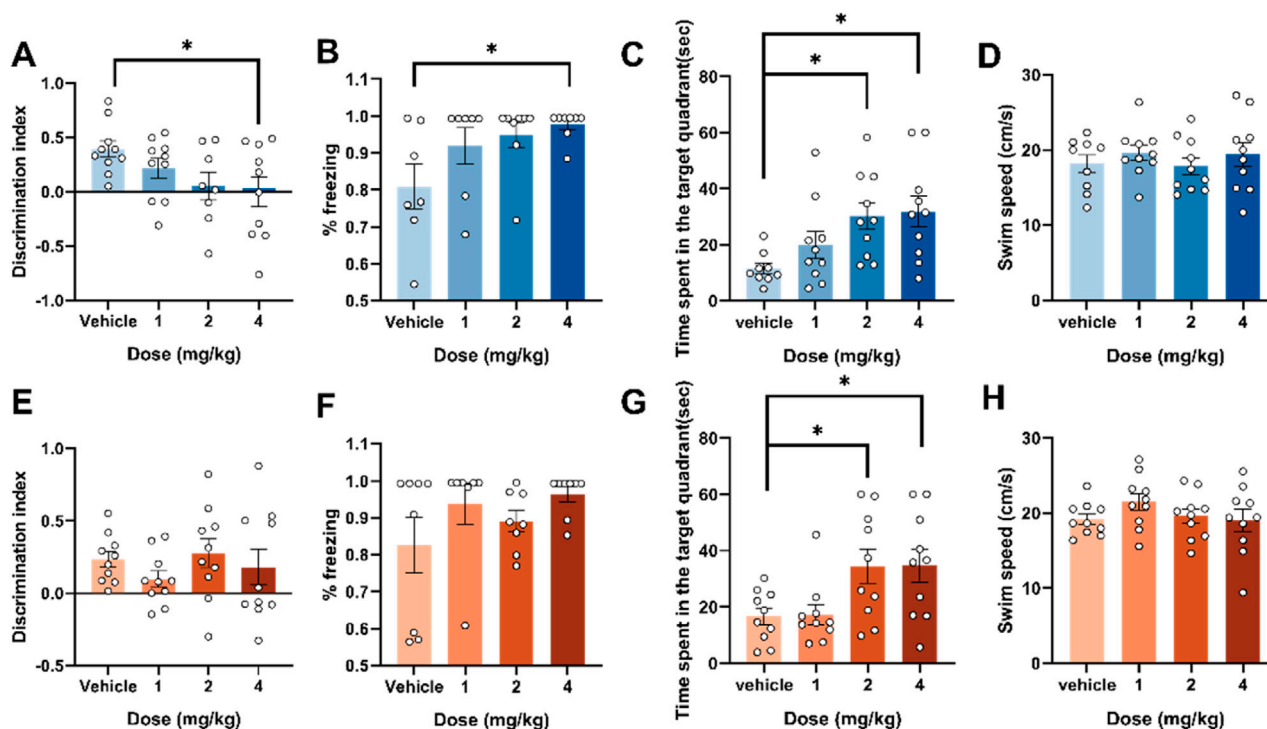 A
Discrimination index
1.0
0.5
0.0
-0.5
-1.0
*
Vehicle 1 2 4
Dose (mg/kg)
B
% freezing
1.1
1.0
0.9
0.8
0.7
0.6
0.5
*
Vehicle 1 2 4
Dose (mg/kg)
C
Time spent in the target quadrant(sec)
80
60
40
20
0
*
*
vehicle 1 2 4
Dose (mg/kg)
D
Swim speed (cm/s)
30
20
10
0
vehicle 1 2 4
Dose (mg/kg)
E
Discrimination index
1.0
0.5
0.0
-0.5
Vehicle 1 2 4
Dose (mg/kg)
F
% freezing
1.1
1.0
0.9
0.8
0.7
0.6
0.5
Vehicle 1 2 4
Dose (mg/kg)
G
Time spent in the target quadrant(sec)
80
60
40
20
0
*
*
vehicle 1 2 4
Dose (mg/kg)
H
Swim speed (cm/s)
30
20
10
0
vehicle 1 2 4
Dose (mg/kg)